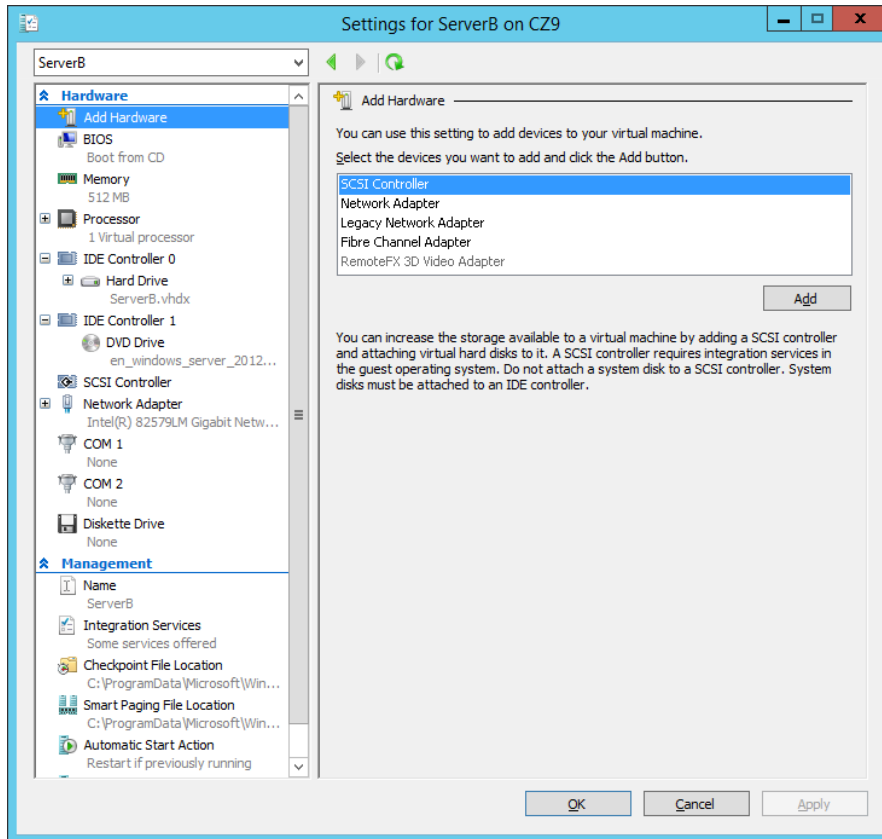 Settings for ServerB on CZ9
ServerB
Hardware
Add Hardware
BIOS
Boot from CD
Memory
512 MB
Processor
1 Virtual processor
IDE Controller 0
Hard Drive
ServerB.vhdx
IDE Controller 1
DVD Drive
en_windows_server_2012...
SCSI Controller
Network Adapter
Intel(R) 82579LM Gigabit Netw...
COM 1
None
COM 2
None
Diskette Drive
None
Management
Name
ServerB
Integration Services
Some services offered
Checkpoint File Location
C:\ProgramData\Microsoft\Win...
Smart Paging File Location
C:\ProgramData\Microsoft\Win...
Automatic Start Action
Restart if previously running
Add Hardware
You can use this setting to add devices to your virtual machine.
Select the devices you want to add and click the Add button.
SCSI Controller
Network Adapter
Legacy Network Adapter
Fibre Channel Adapter
RemoteFX 3D Video Adapter
Add
You can increase the storage available to a virtual machine by adding a SCSI controller
and attaching virtual hard disks to it. A SCSI controller requires integration services in
the guest operating system. Do not attach a system disk to a SCSI controller. System
disks must be attached to an IDE controller.
OK
Cancel
Apply